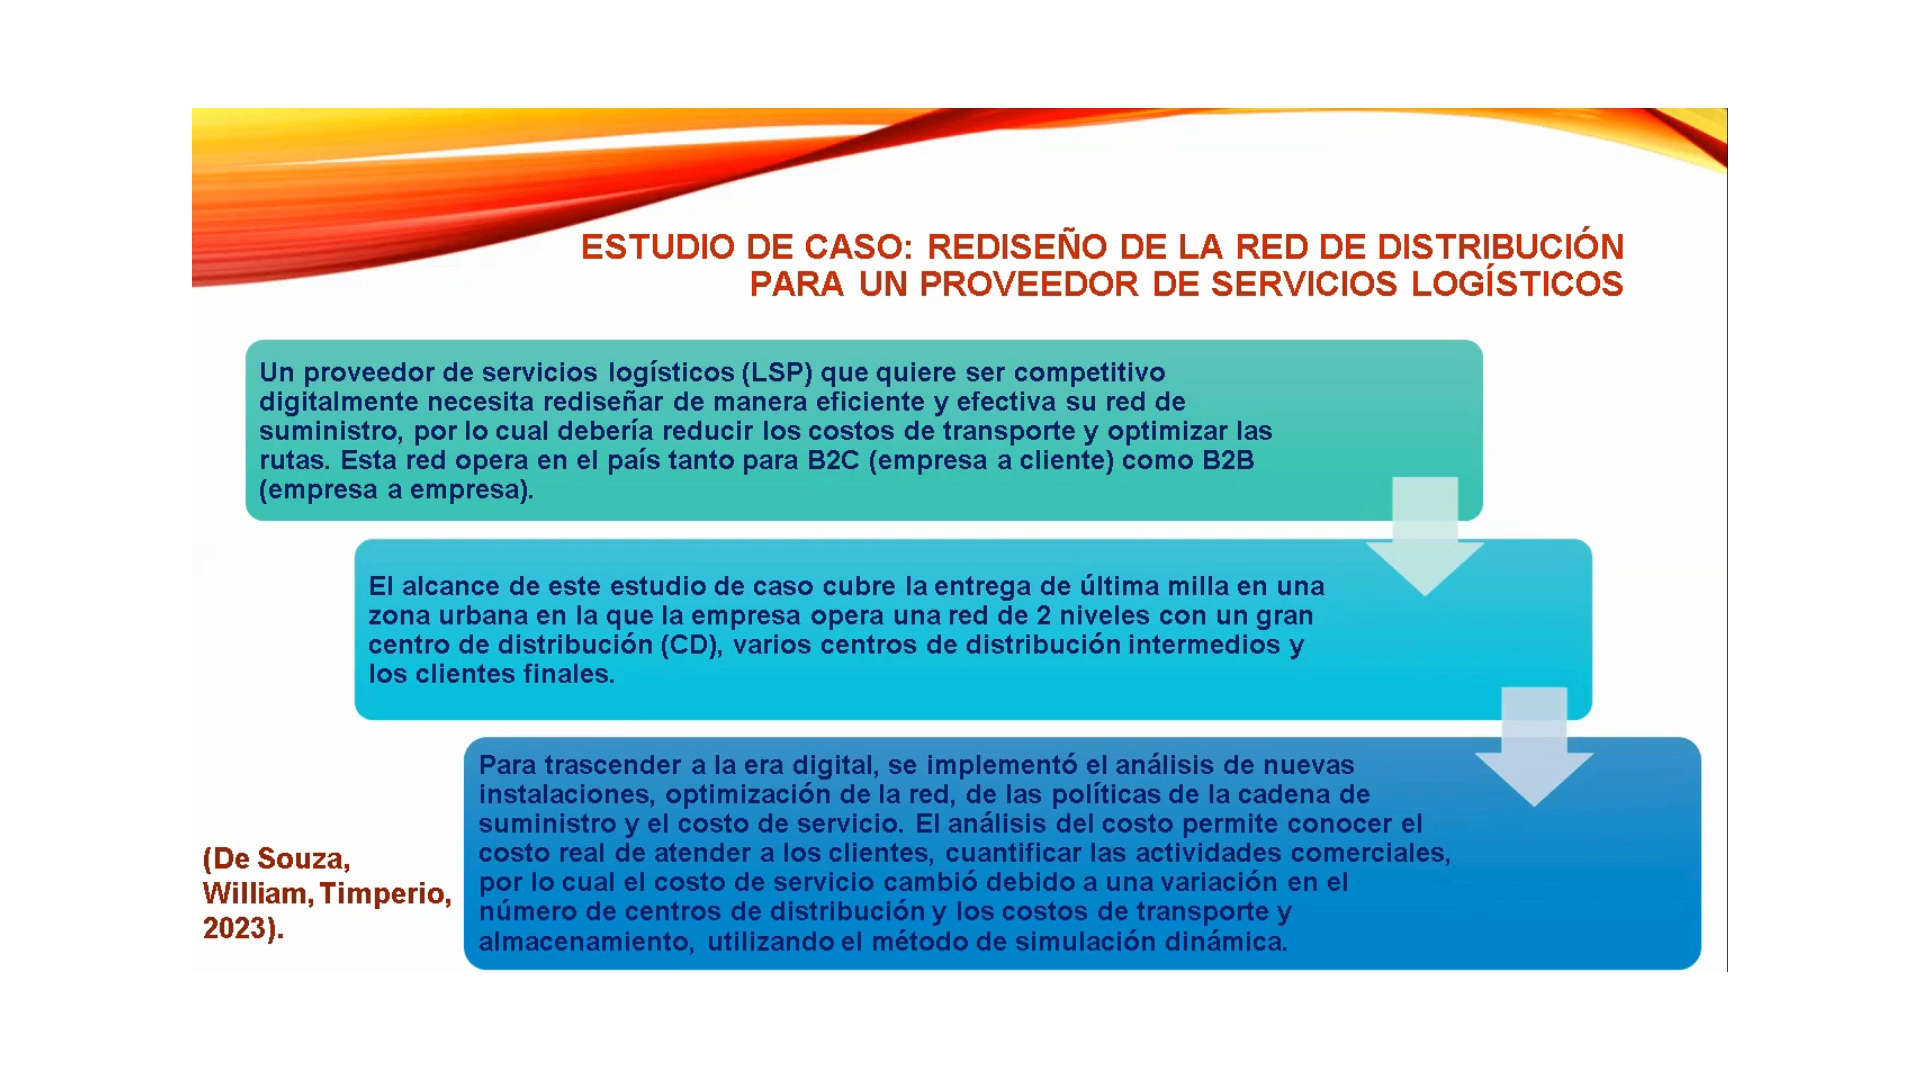 ESTUDIO DE CASO: REDISEÑO DE LA RED DE DISTRIBUCIÓN
PARA UN PROVEEDOR DE SERVICIOS LOGÍSTICOS
Un proveedor de servicios logísticos (LSP) que quiere ser competitivo
digitalmente necesita rediseñar de manera eficiente y efectiva su red de
suministro, por lo cual debería reducir los costos de transporte y optimizar las
rutas. Esta red opera en el país tanto para B2C (empresa a cliente) como B2B
(empresa a empresa).
El alcance de este estudio de caso cubre la entrega de última milla en una
zona urbana en la que la empresa opera una red de 2 niveles con un gran
centro de distribución (CD), varios centros de distribución intermedios y
los clientes finales.
Para trascender a la era digital, se implementó el análisis de nuevas
instalaciones, optimización de la red, de las políticas de la cadena de
suministro y el costo de servicio. El análisis del costo permite conocer el
costo real de atender a los clientes, cuantificar las actividades comerciales,
por lo cual el costo de servicio cambió debido a una variación en el
número de centros de distribución y los costos de transporte y
almacenamiento, utilizando el método de simulación dinámica.
(De Souza,
William, Timperio,
2023).